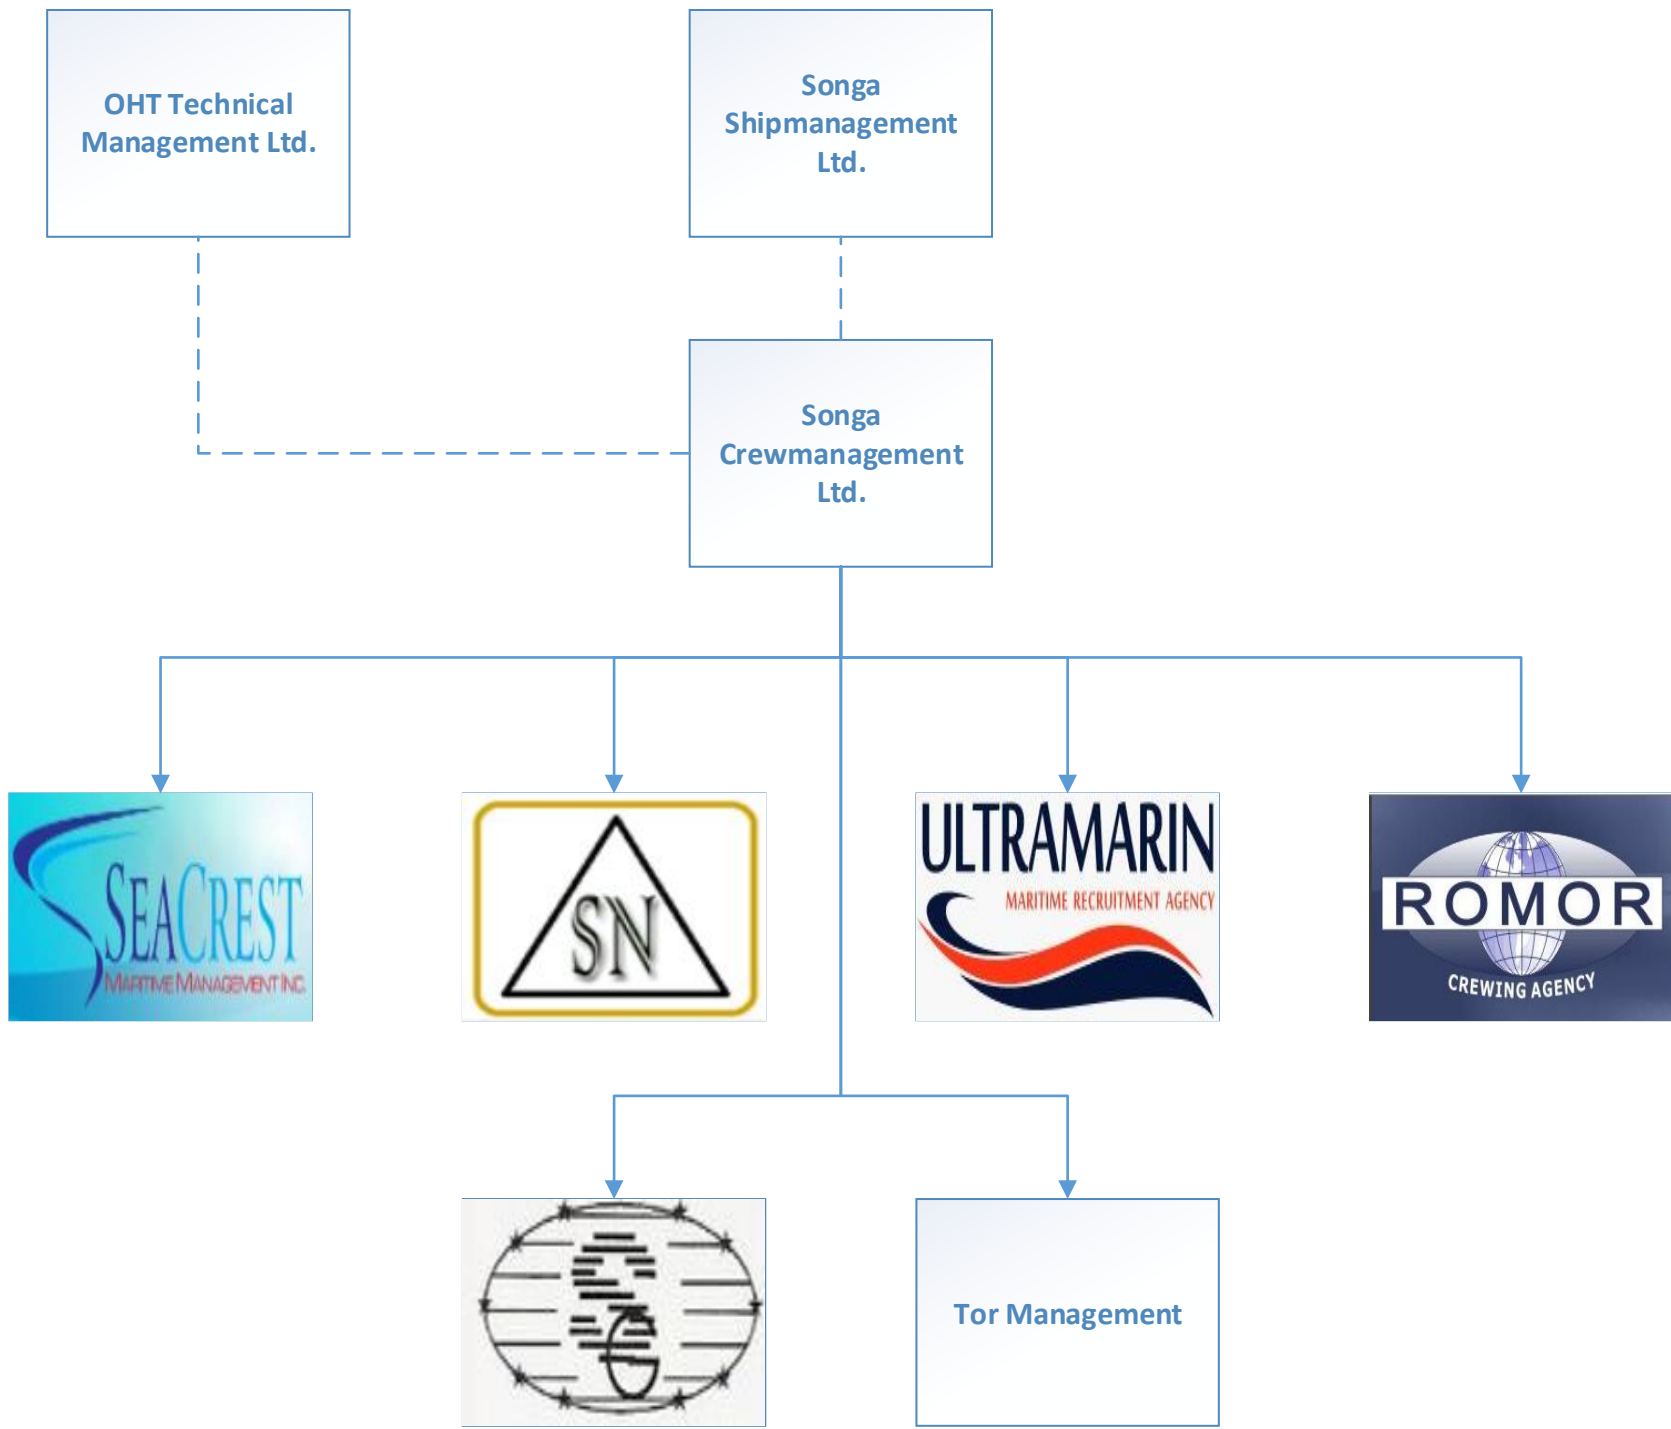 OHT Technical
Management Ltd.
Songa
Shipmanagement
Ltd.
Songa
Crewmanagement
Ltd.
SEACREST
MARITIME MANAGEMENT INC.
SN
ULTRAMARIN
MARITIME RECRUITMENT AGENCY
ROMOR
CREWING AGENCY
Tor Management